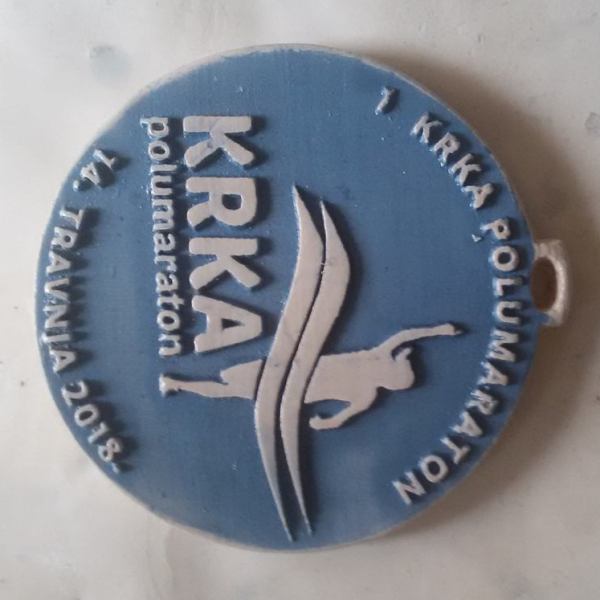 1 KRKA POLUMARATON
KRKA
polumaraton
14. TRAVNJA 2018.